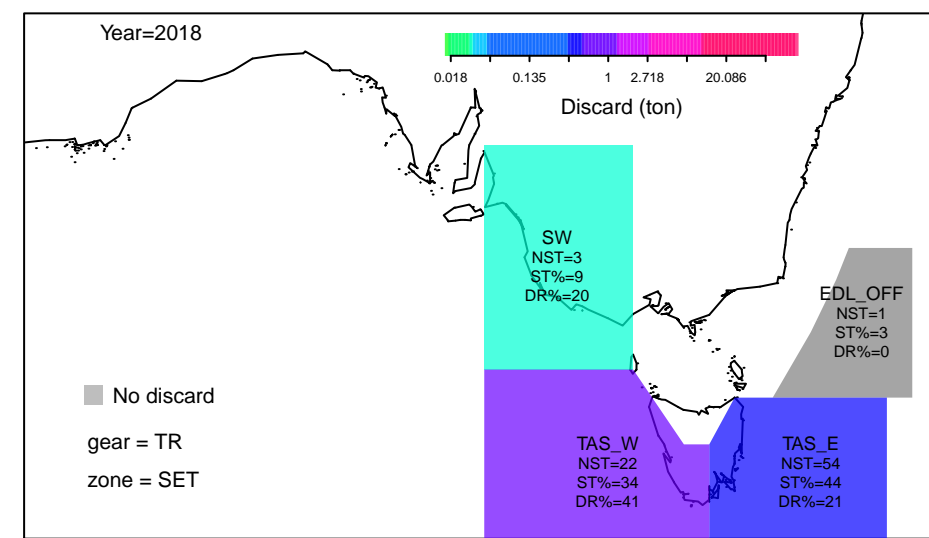 Year=2018
0.018 0.135 1 2.718 20.086
Discard (ton)
SW
NST=3
ST%=9
DR%=20
EDL_OFF
NST=1
ST%=3
DR%=0
No discard
gear = TR
zone = SET
TAS_W
NST=22
ST%=34
DR%=41
TAS_E
NST=54
ST%=44
DR%=21